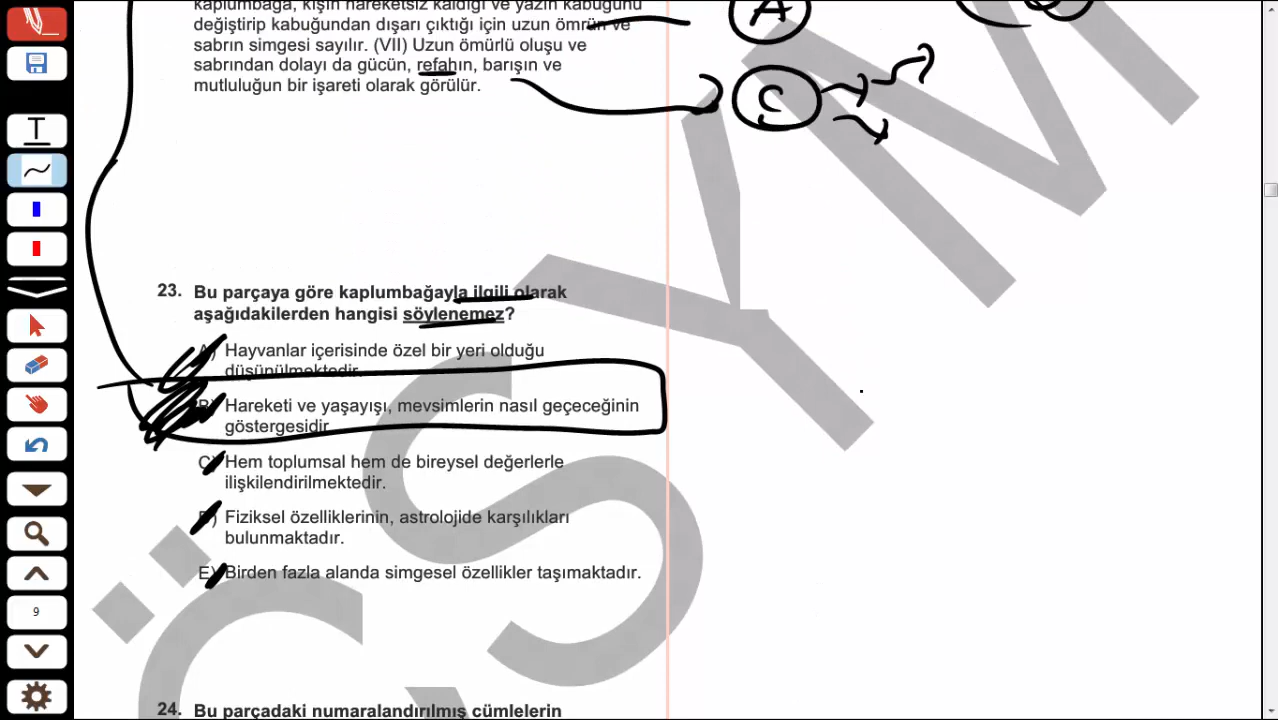 kaplumbağa, kışın hareketsiz kaldığı ve yazın kabuğunu
değiştirip kabuğundan dışarı çıktığı için uzun ömrün ve
sabrın simgesi sayılır. (VII) Uzun ömürlü oluşu ve
sabrından dolayı da gücün, refahın, barışın ve
mutluluğun bir işareti olarak görülür.
A
C
23. Bu parçaya göre kaplumbağayla ilgili olarak
aşağıdakilerden hangisi söylenemez?
A) Hayvanlar içerisinde özel bir yeri olduğu
düşünülmektedir.
B) Hareketi ve yaşayışı, mevsimlerin nasıl geçeceğinin
göstergesidir.
C) Hem toplumsal hem de bireysel değerlerle
ilişkilendirilmektedir.
D) Fiziksel özelliklerinin, astrolojide karşılıkları
bulunmaktadır.
E) Birden fazla alanda simgesel özellikler taşımaktadır.
24. Bu parçadaki numaralandırılmış cümlelerin
T
9
ÖSYM